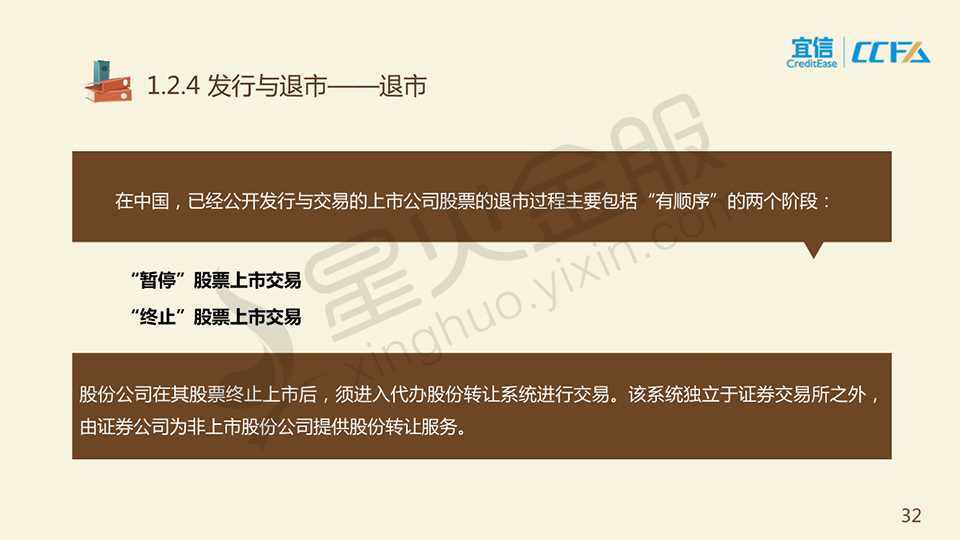 宜信
CreditEase
CCFA
1.2.4 发行与退市——退市
在中国，已经公开发行与交易的上市公司股票的退市过程主要包括“有顺序”的两个阶段：
“暂停”股票上市交易
“终止”股票上市交易
股份公司在其股票终止上市后，须进入代办股份转让系统进行交易。该系统独立于证券交易所之外，
由证券公司为非上市股份公司提供股份转让服务。
星火金服
xinghuo.yixin.com
32